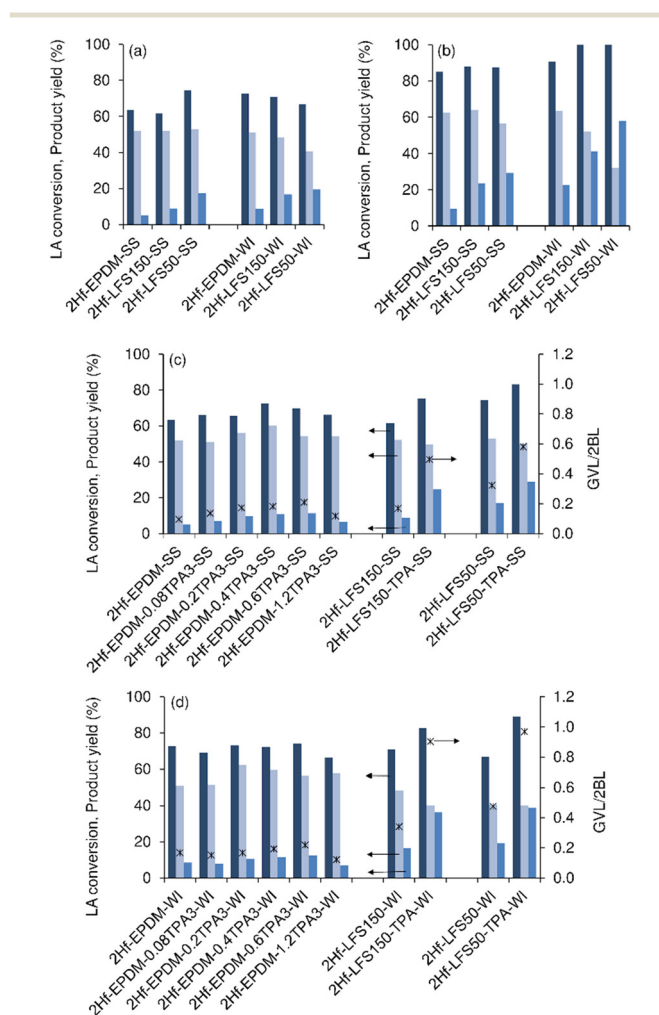 (a)
LA conversion, Product yield (%)
100
80
60
40
20
0
2Hf-EPDM-SS
2Hf-LFS150-SS
2Hf-LFS50-SS
2Hf-EPDM-WI
2Hf-LFS150-WI
2Hf-LFS50-WI
(b)
LA conversion, Product yield (%)
100
80
60
40
20
0
2Hf-EPDM-SS
2Hf-LFS150-SS
2Hf-LFS50-SS
2Hf-EPDM-WI
2Hf-LFS150-WI
2Hf-LFS50-WI
(c)
LA conversion, Product yield (%)
100
80
60
40
20
0
1.2
1.0
0.8
0.6
0.4
0.2
0.0
GVL/2BL
2Hf-EPDM-SS
2Hf-EPDM-0.08TPA3-SS
2Hf-EPDM-0.2TPA3-SS
2Hf-EPDM-0.4TPA3-SS
2Hf-EPDM-0.6TPA3-SS
2Hf-EPDM-1.2TPA3-SS
2Hf-LFS150-SS
2Hf-LFS150-TPA-SS
2Hf-LFS50-SS
2Hf-LFS50-TPA-SS
(d)
LA conversion, Product yield (%)
100
80
60
40
20
0
1.2
1.0
0.8
0.6
0.4
0.2
0.0
GVL/2BL
2Hf-EPDM-WI
2Hf-EPDM-0.08TPA3-WI
2Hf-EPDM-0.2TPA3-WI
2Hf-EPDM-0.4TPA3-WI
2Hf-EPDM-0.6TPA3-WI
2Hf-EPDM-1.2TPA3-WI
2Hf-LFS150-WI
2Hf-LFS150-TPA-WI
2Hf-LFS50-WI
2Hf-LFS50-TPA-WI